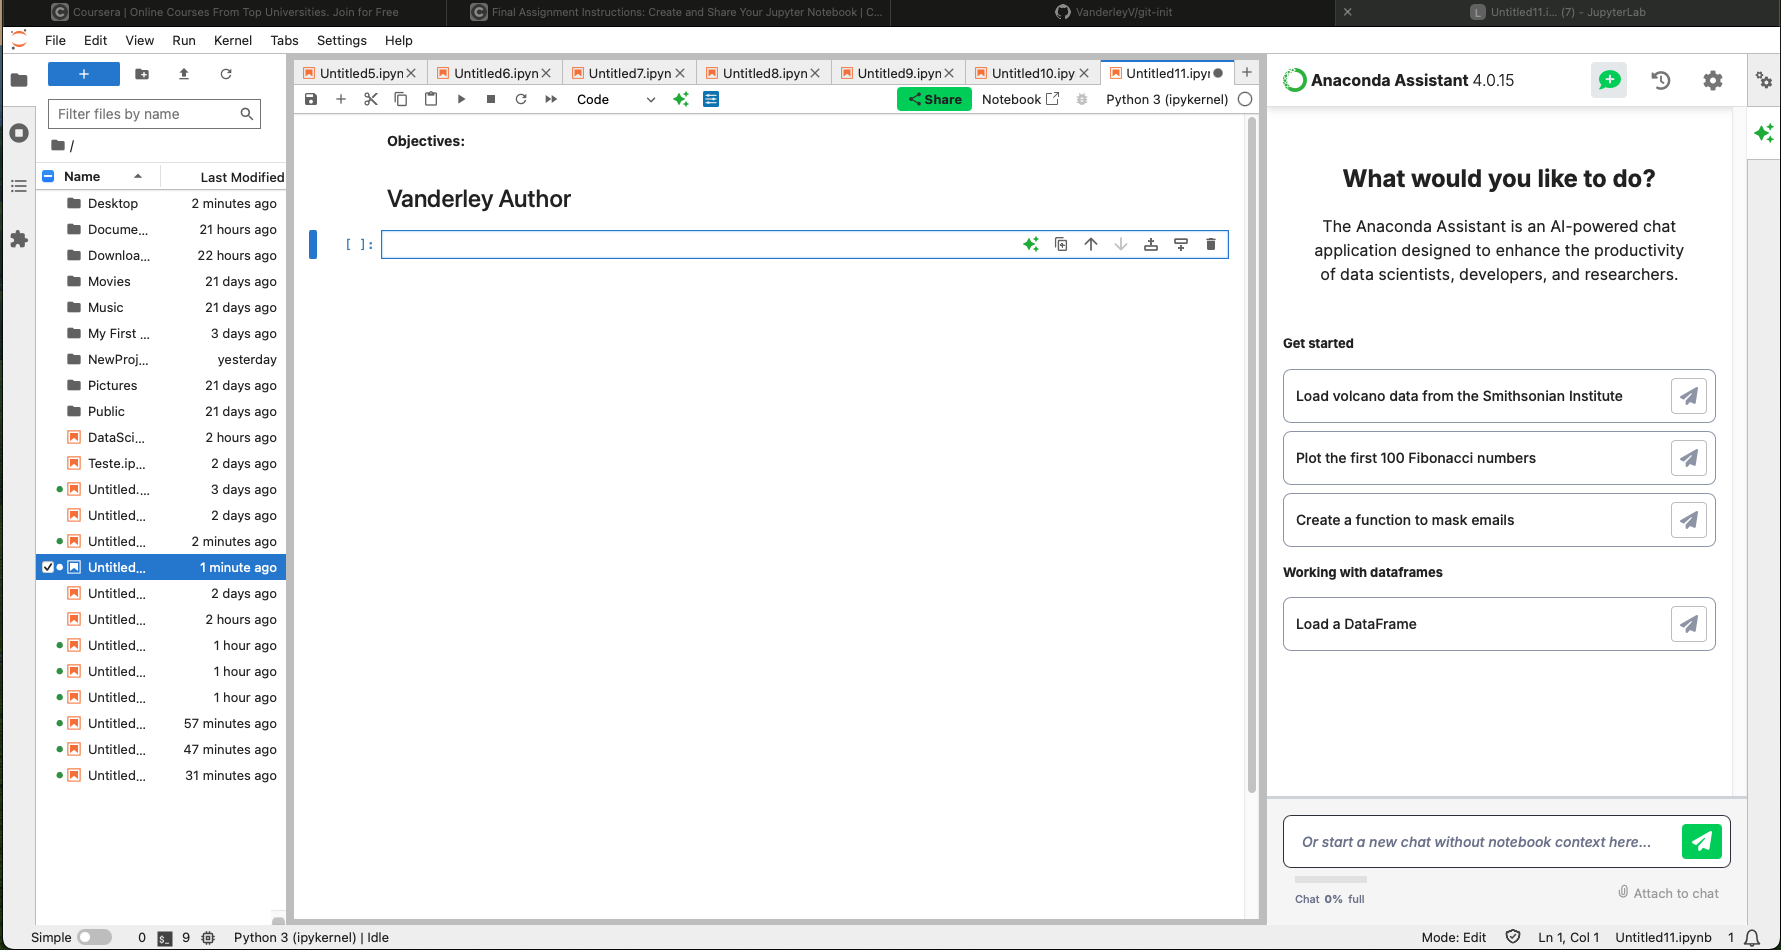 Coursera | Online Courses From Top Universities. Join for Free
Final Assignment Instructions: Create and Share Your Jupyter Notebook | C...
VanderleyV/git-init
Untitled11.i... (7) - JupyterLab
File Edit View Run Kernel Tabs Settings Help
Filter files by name
/
Name Last Modified
Desktop 2 minutes ago
Docume... 21 hours ago
Downloa... 22 hours ago
Movies 21 days ago
Music 21 days ago
My First ... 3 days ago
NewProj... yesterday
Pictures 21 days ago
Public 21 days ago
DataSci... 2 hours ago
Teste.ip... 2 days ago
Untitled.... 3 days ago
Untitled... 2 days ago
Untitled... 2 minutes ago
Untitled... 1 minute ago
Untitled... 2 days ago
Untitled... 2 hours ago
Untitled... 1 hour ago
Untitled... 1 hour ago
Untitled... 1 hour ago
Untitled... 57 minutes ago
Untitled... 47 minutes ago
Untitled... 31 minutes ago
Untitled5.ipyn Untitled6.ipyn Untitled7.ipyn Untitled8.ipyn Untitled9.ipyn Untitled10.ipy Untitled11.ipyn
Code Share Notebook Python 3 (ipykernel)
Objectives:
Vanderley Author
[ ]:
Anaconda Assistant 4.0.15
What would you like to do?
The Anaconda Assistant is an AI-powered chat
application designed to enhance the productivity
of data scientists, developers, and researchers.
Get started
Load volcano data from the Smithsonian Institute
Plot the first 100 Fibonacci numbers
Create a function to mask emails
Working with dataframes
Load a DataFrame
Or start a new chat without notebook context here...
Chat 0% full
Attach to chat
Simple 0 9 Python 3 (ipykernel) | Idle Mode: Edit Ln 1, Col 1 Untitled11.ipynb 1